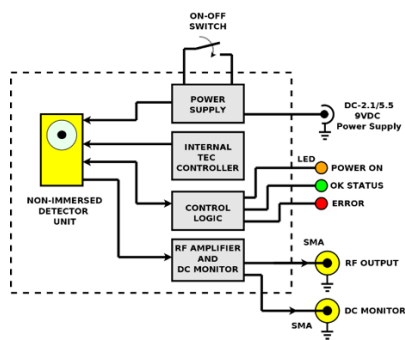 ON-OFF
SWITCH
POWER
SUPPLY
DC-2.1/5.5
9VDC
Power Supply
INTERNAL
TEC
CONTROLLER
NON-IMMERSED
DETECTOR
UNIT
LED
POWER ON
OK STATUS
ERROR
CONTROL
LOGIC
RF AMPLIFIER
AND
DC MONITOR
SMA
RF OUTPUT
DC MONITOR
SMA